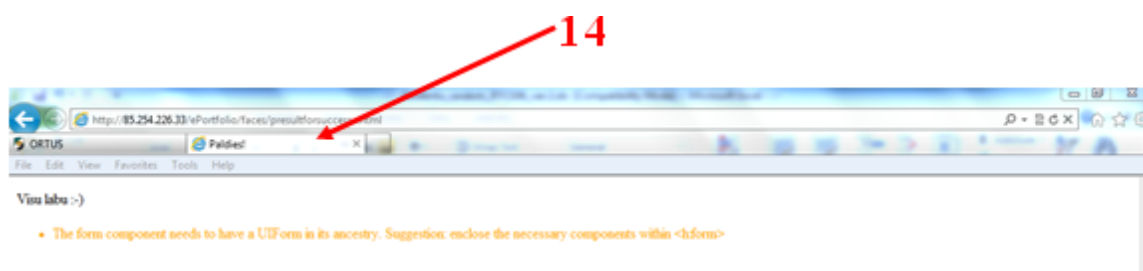 14
http://85.254.226.33/ePortfolio/faces/presultforsuccess
ORTUS
Paldies!
File Edit View Favorites Tools Help
Visu labu :-)
The form component needs to have a UIForm in its ancestry. Suggestion: enclose the necessary components within <h:form>